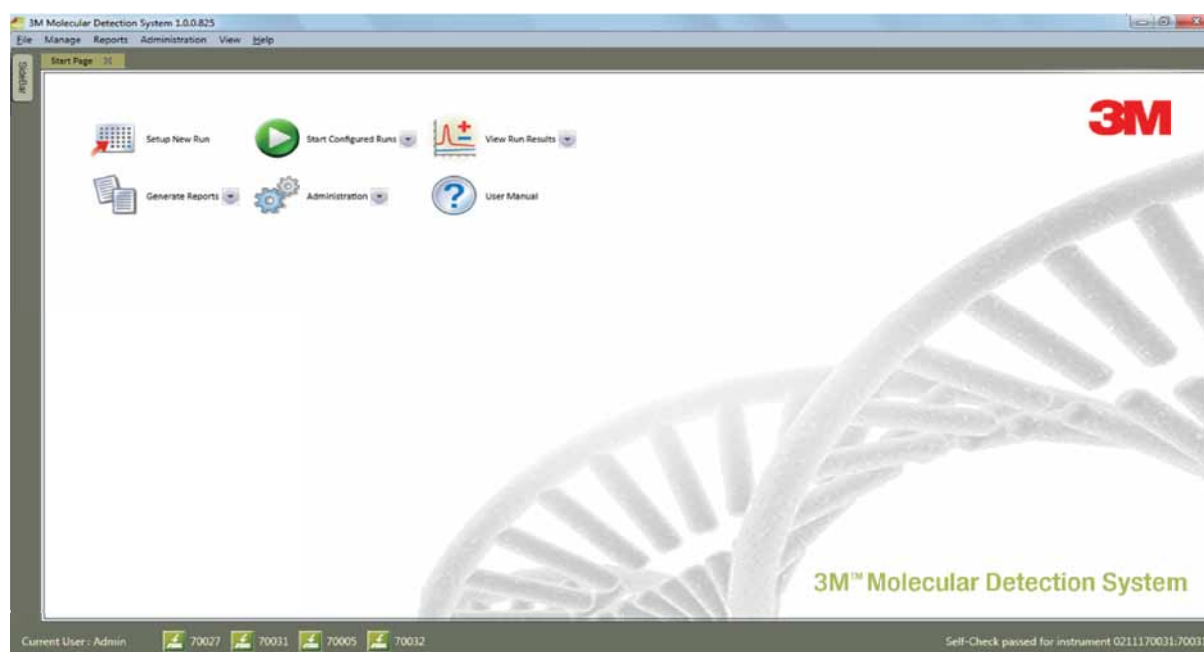 3M Molecular Detection System 1.0.0.825
File Manage Reports Administration View Help
SideBar
Start Page
3M
Setup New Run Start Configured Runs View Run Results
Generate Reports Administration User Manual
3M™ Molecular Detection System
Current User : Admin 70027 70031 70005 70032 Self-Check passed for instrument 0211170031:70031